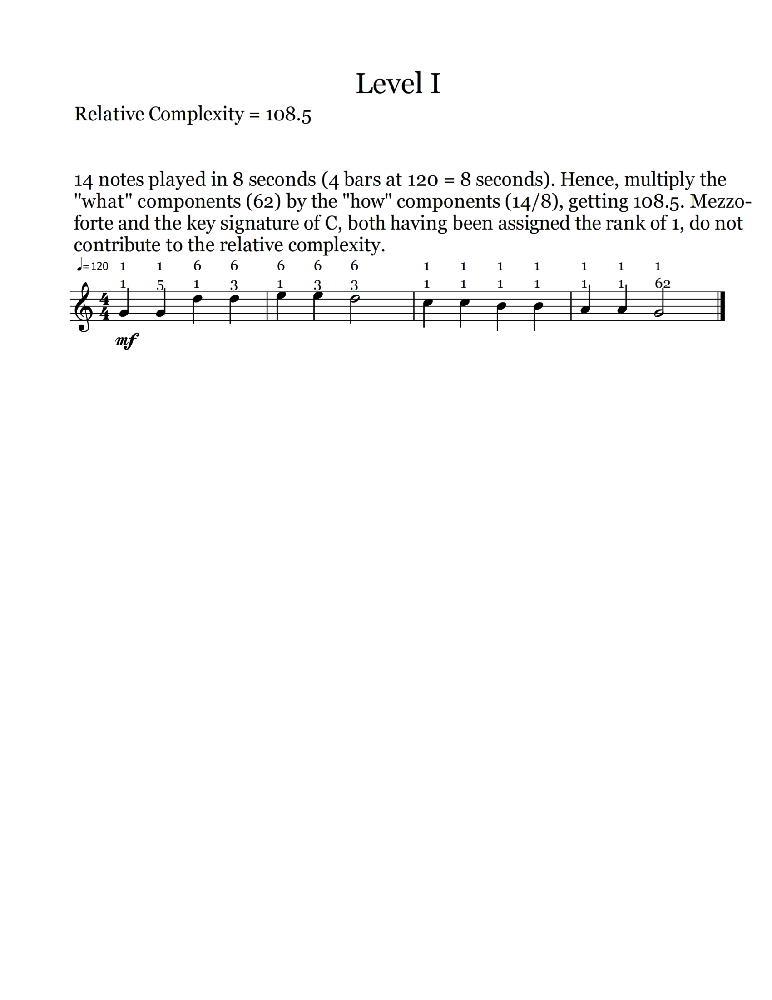 Level I
Relative Complexity = 108.5
14 notes played in 8 seconds (4 bars at 120 = 8 seconds). Hence, multiply the
"what" components (62) by the "how" components (14/8), getting 108.5. Mezzo-
forte and the key signature of C, both having been assigned the rank of 1, do not
contribute to the relative complexity.
♩=120 1 1 6 6 6 6 6 1 1 1 1 1 1 1
1 5 1 3 1 3 3 1 1 1 1 1 1 62
4
4
mf